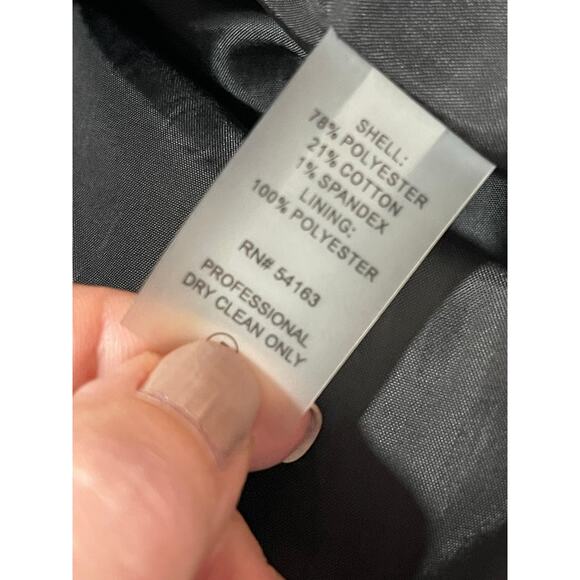 SHELL:
78% POLYESTER
21% COTTON
1% SPANDEX
LINING:
100% POLYESTER
RN# 54163
PROFESSIONAL
DRY CLEAN ONLY